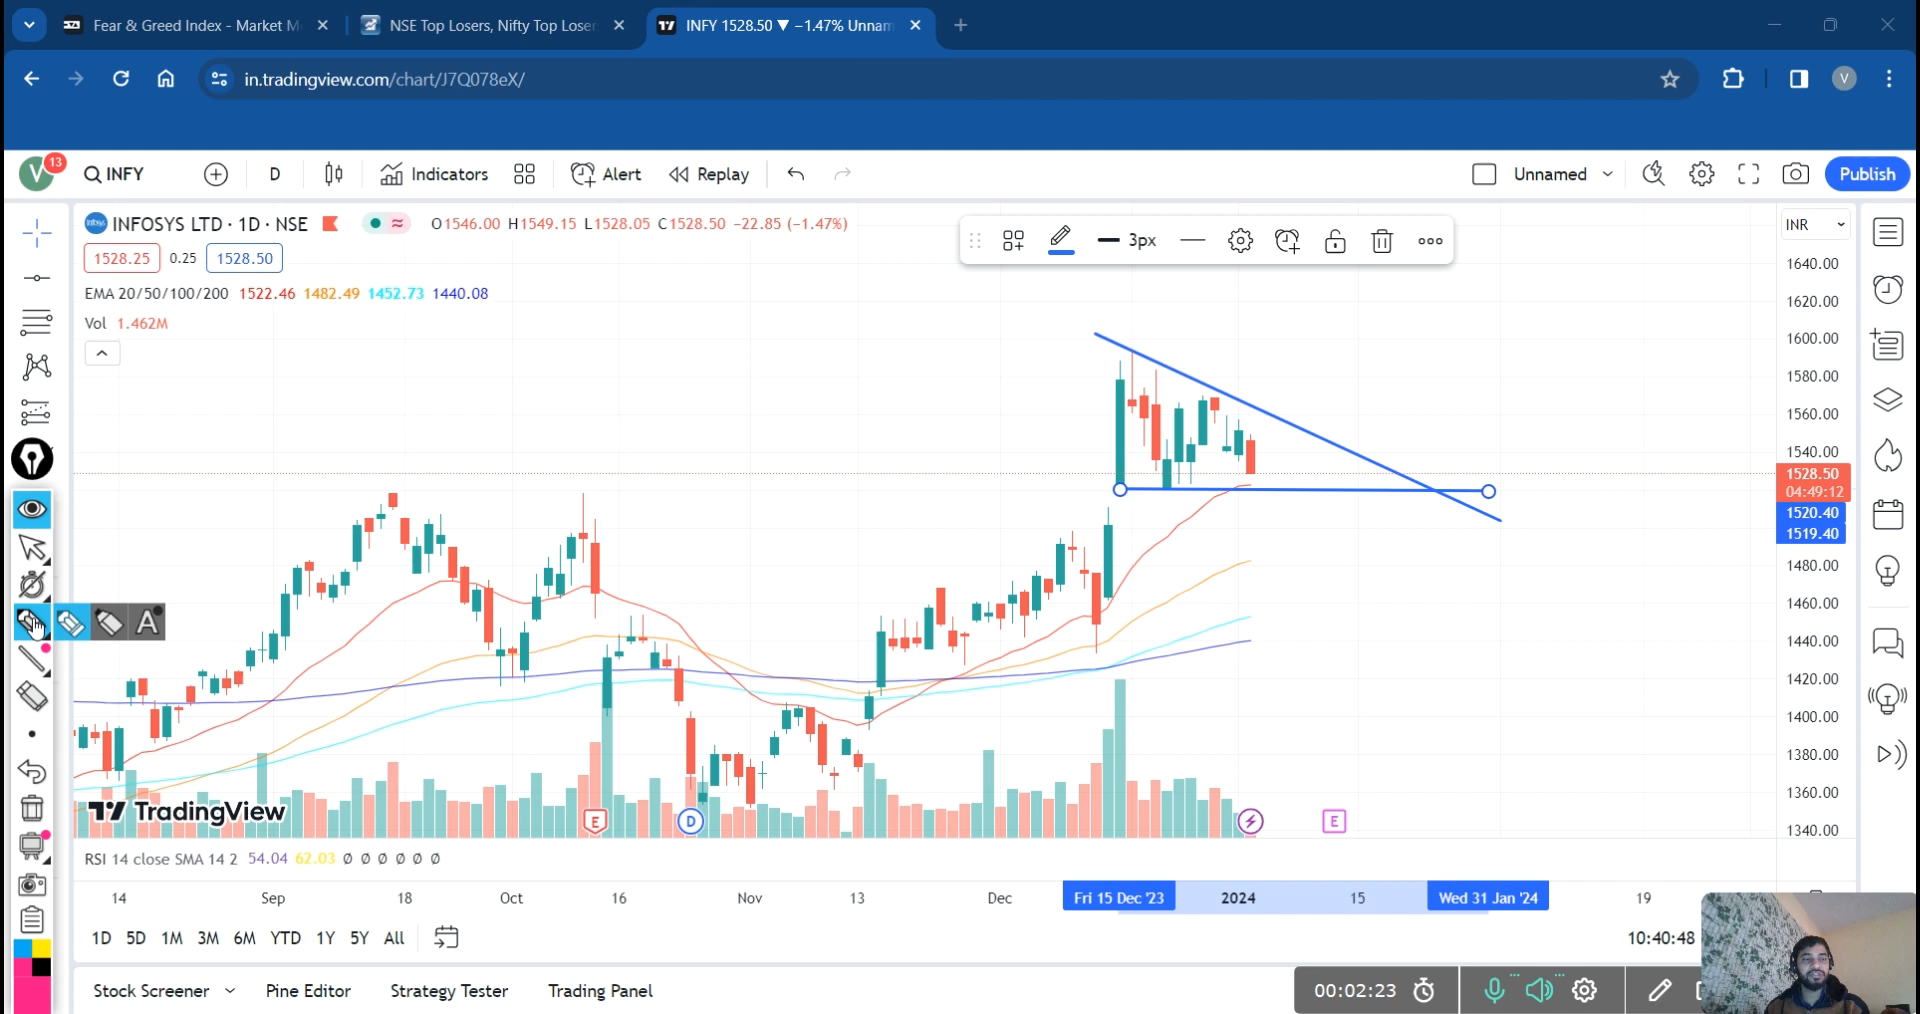 Fear & Greed Index - Market M
NSE Top Losers, Nifty Top Loser
INFY 1528.50 ▼ −1.47% Unnam
in.tradingview.com/chart/J7Q078eX/
V
V
13
INFY
D
Indicators
Alert
Replay
Unnamed
Publish
INFOSYS LTD · 1D · NSE
O1546.00 H1549.15 L1528.05 C1528.50 −22.85 (−1.47%)
3px
INR
1528.25
0.25
1528.50
EMA 20/50/100/200 1522.46 1482.49 1452.73 1440.08
Vol 1.462M
1640.00
1620.00
1600.00
1580.00
1560.00
1540.00
1528.50
04:49:12
1520.40
1519.40
1480.00
1460.00
1440.00
1420.00
1400.00
1380.00
1360.00
1340.00
A
TradingView
E
D
E
RSI 14 close SMA 14 2 54.04 62.03 Ø Ø Ø Ø Ø Ø
14 Sep 18 Oct 16 Nov 13 Dec Fri 15 Dec '23 2024 15 Wed 31 Jan '24 19
1D 5D 1M 3M 6M YTD 1Y 5Y All
10:40:48
Stock Screener Pine Editor Strategy Tester Trading Panel
00:02:23